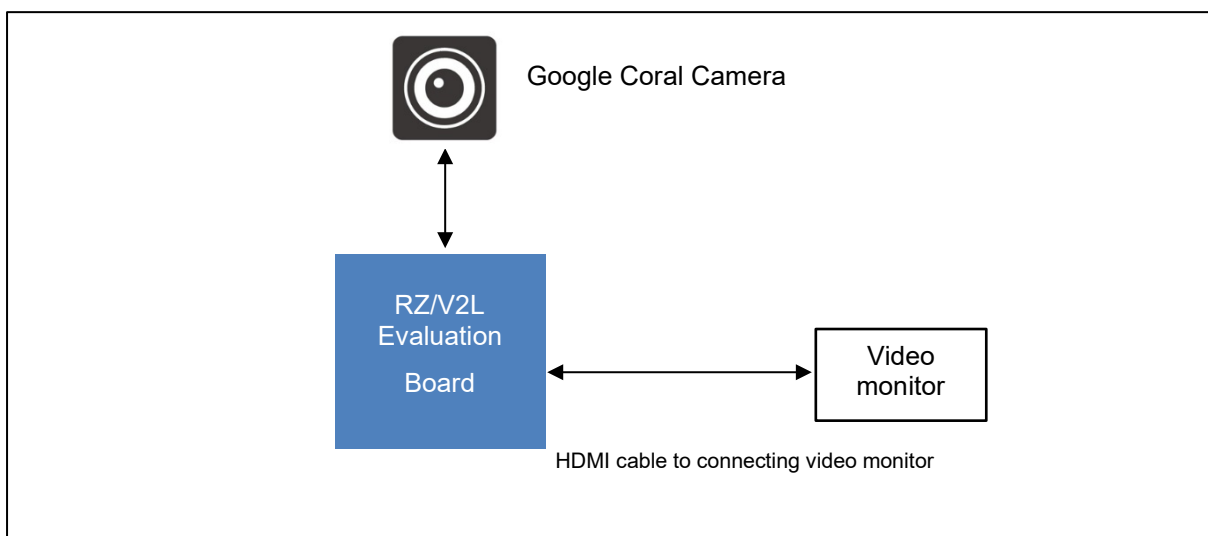 Google Coral Camera
RZ/V2L
Evaluation
Board
Video
monitor
HDMI cable to connecting video monitor